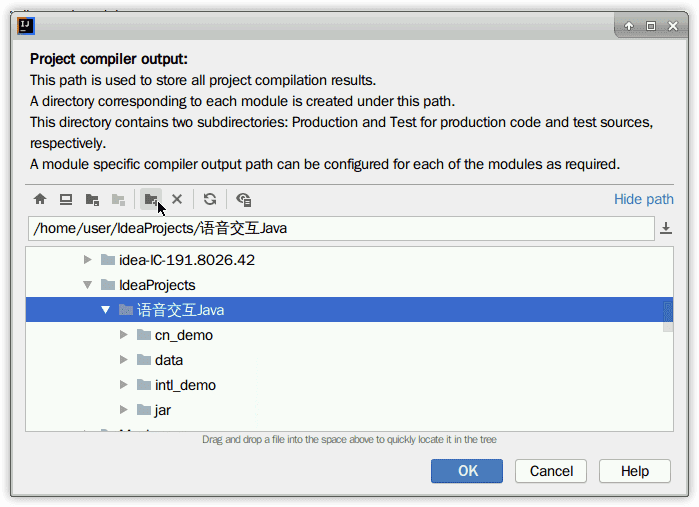 Project compiler output:
This path is used to store all project compilation results.
A directory corresponding to each module is created under this path.
This directory contains two subdirectories: Production and Test for production code and test sources,
respectively.
A module specific compiler output path can be configured for each of the modules as required.
Hide path
/home/user/IdeaProjects/语音交互Java
idea-IC-191.8026.42
IdeaProjects
语音交互Java
cn_demo
data
intl_demo
jar
Drag and drop a file into the space above to quickly locate it in the tree
OK Cancel Help